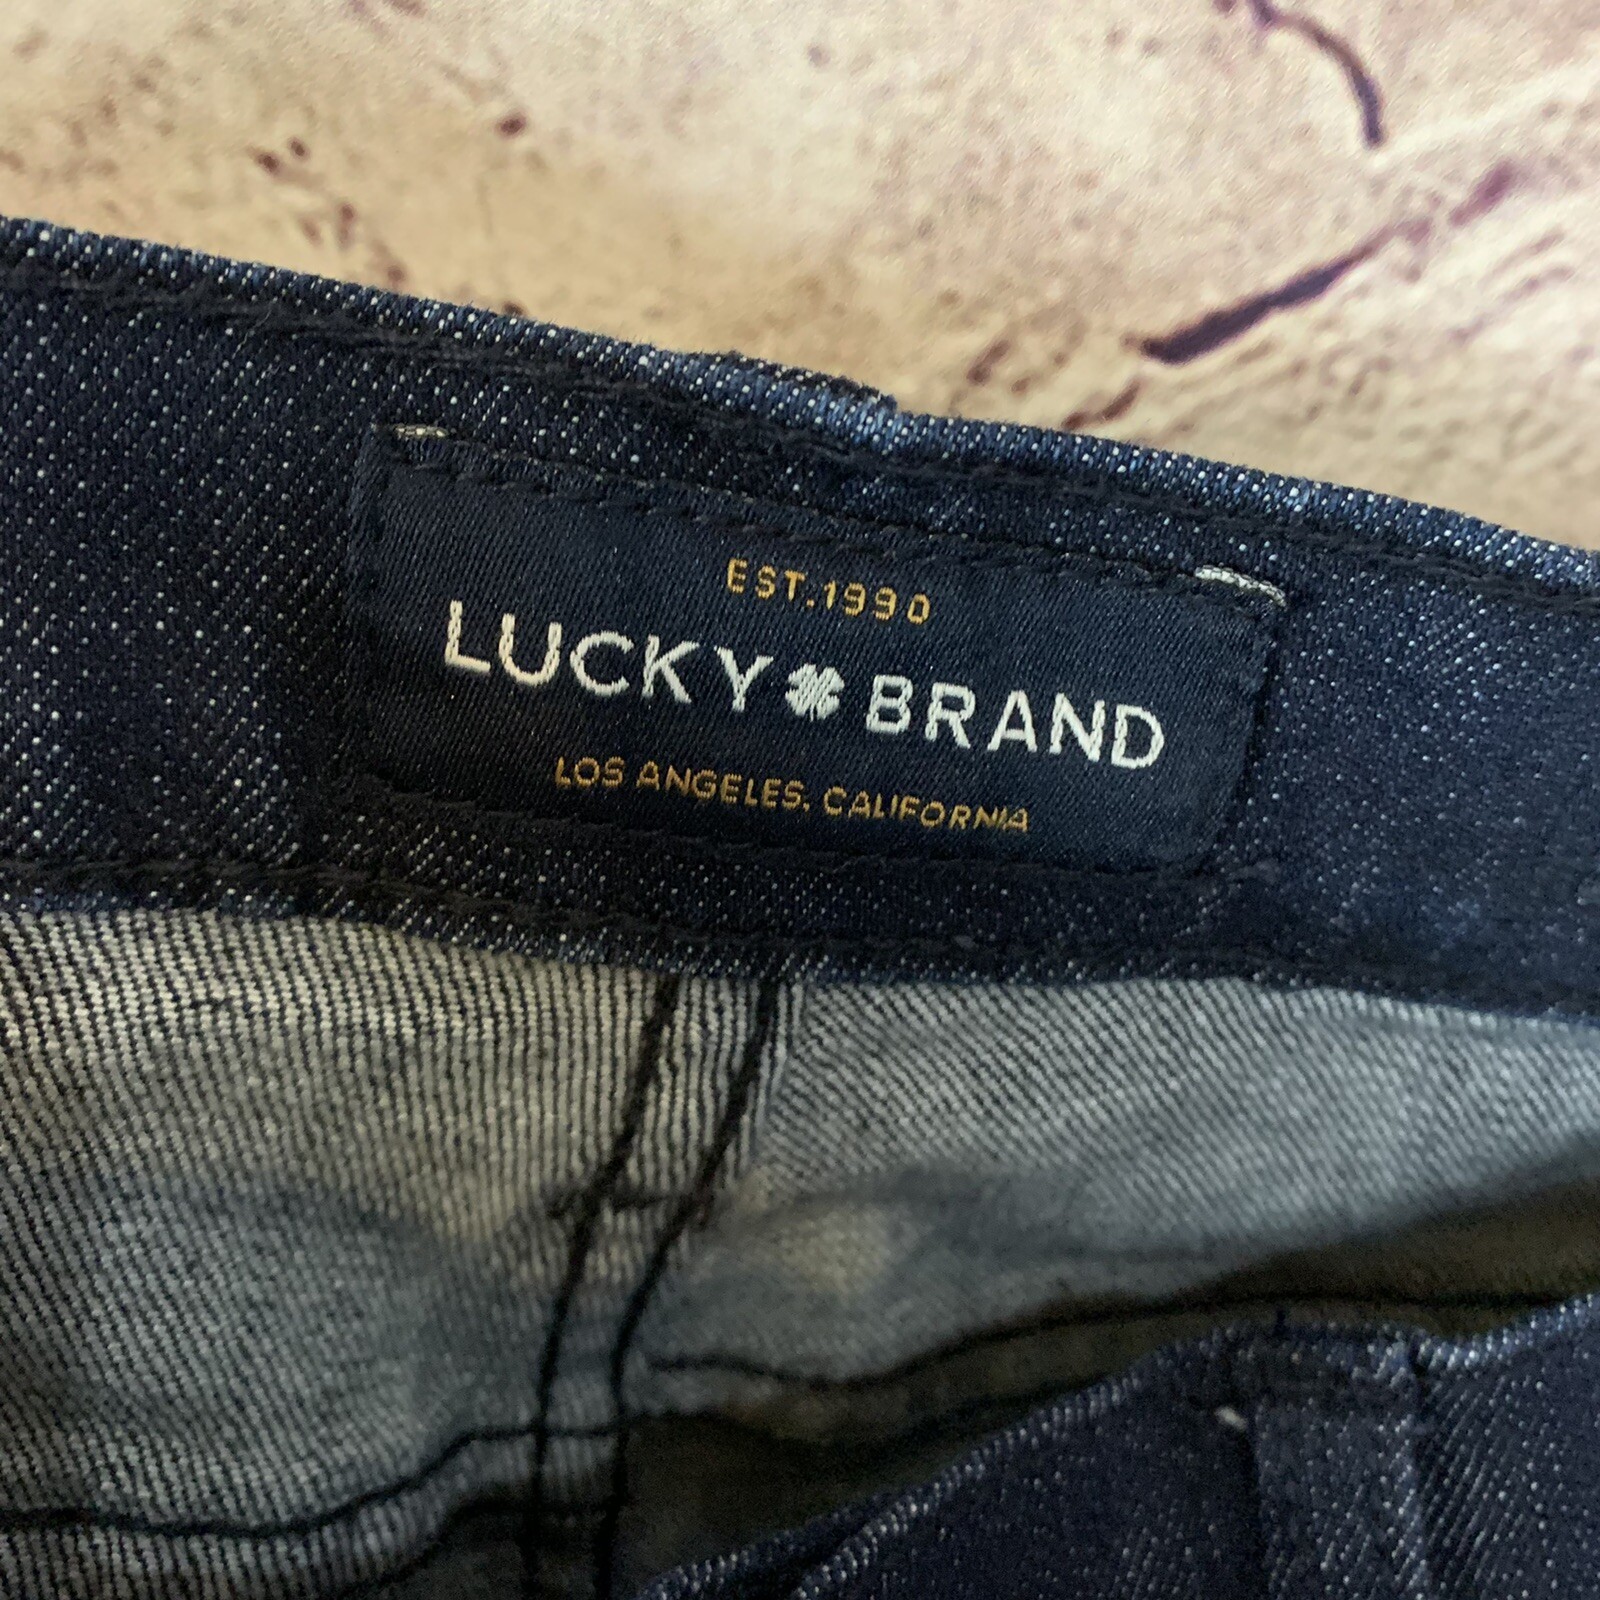 EST.1990
LUCKY BRAND
LOS ANGELES, CALIFORNIA